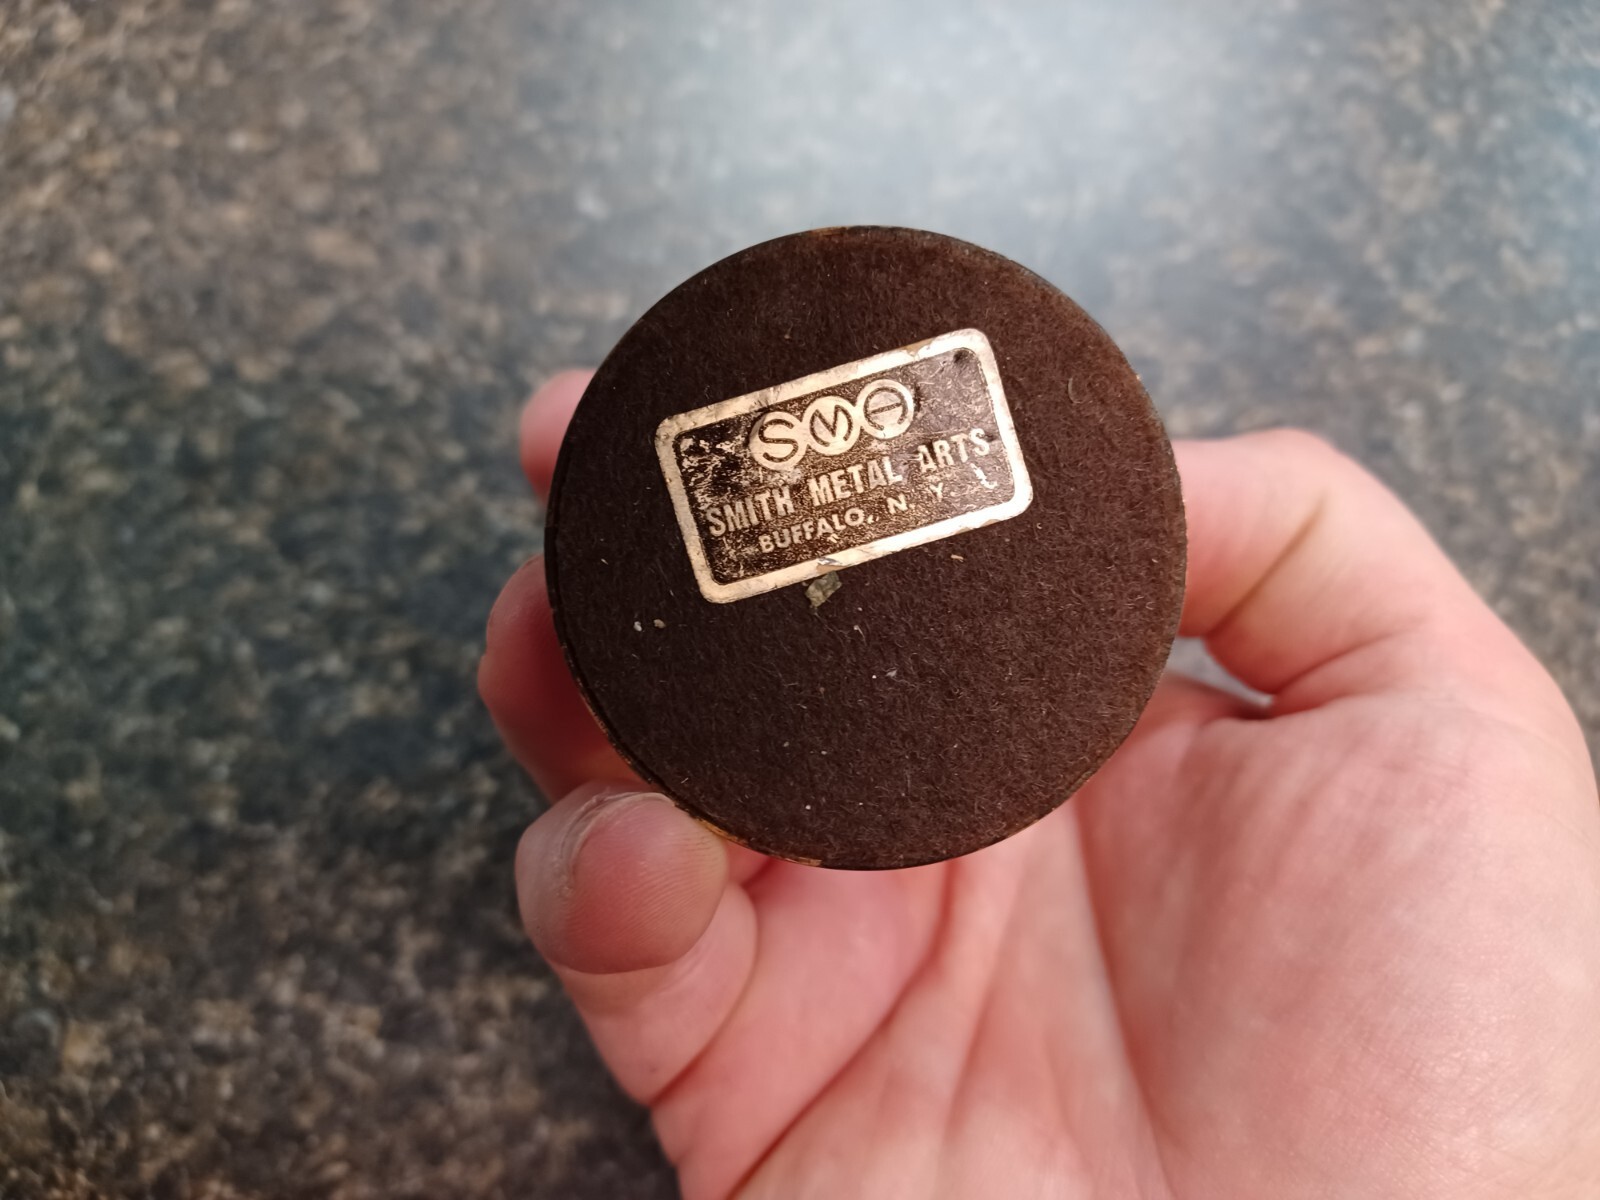 SMA
SMITH METAL ARTS
BUFFALO, N. Y.